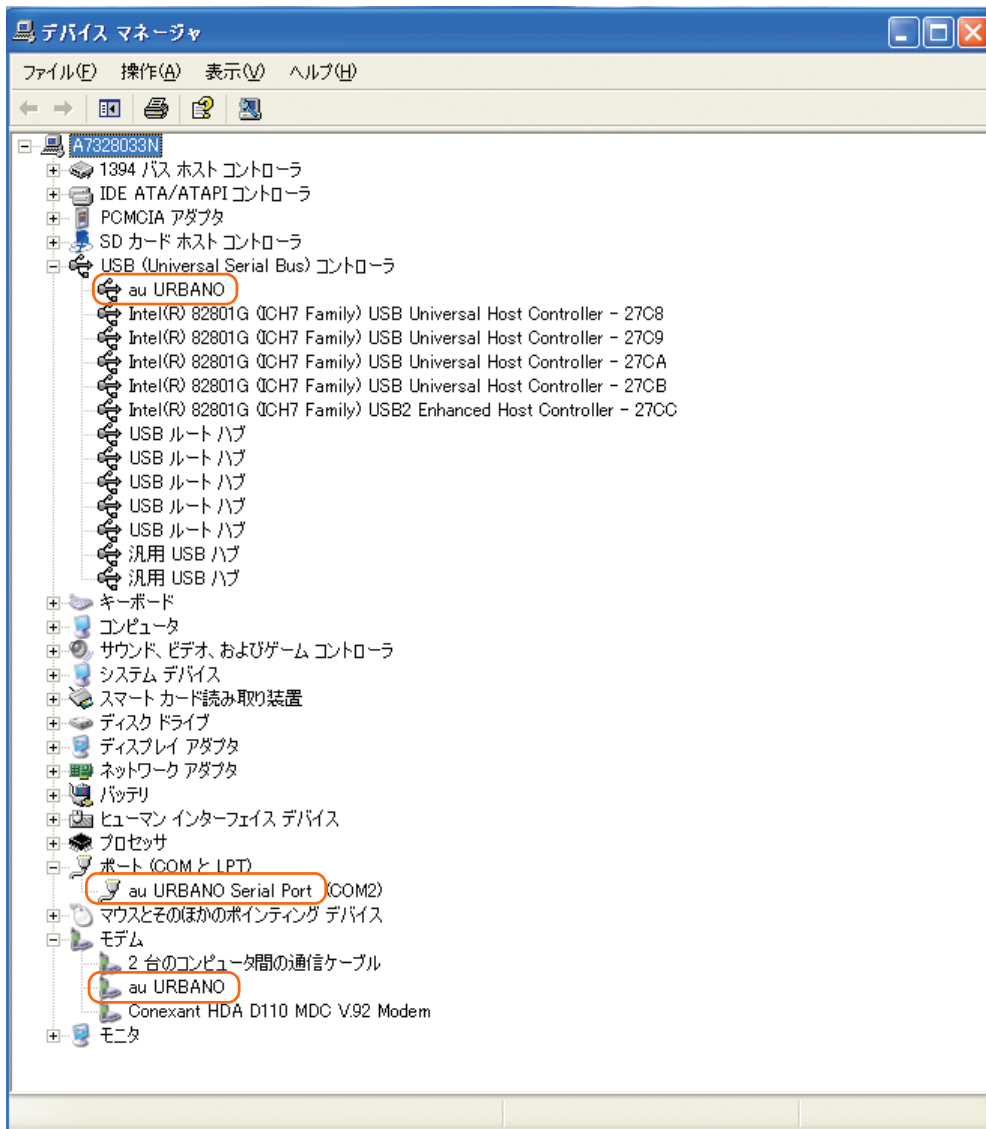 デバイス マネージャ
ファイル(F) 操作(A) 表示(V) ヘルプ(H)
A7328033N
1394 バス ホスト コントローラ
IDE ATA/ATAPI コントローラ
PCMCIA アダプタ
SD カード ホスト コントローラ
USB (Universal Serial Bus) コントローラ
au URBANO
Intel(R) 82801G (ICH7 Family) USB Universal Host Controller - 27C8
Intel(R) 82801G (ICH7 Family) USB Universal Host Controller - 27C9
Intel(R) 82801G (ICH7 Family) USB Universal Host Controller - 27CA
Intel(R) 82801G (ICH7 Family) USB Universal Host Controller - 27CB
Intel(R) 82801G (ICH7 Family) USB2 Enhanced Host Controller - 27CC
USB ルート ハブ
USB ルート ハブ
USB ルート ハブ
USB ルート ハブ
USB ルート ハブ
汎用 USB ハブ
汎用 USB ハブ
キーボード
コンピュータ
サウンド、ビデオ、およびゲーム コントローラ
システム デバイス
スマート カード読み取り装置
ディスク ドライブ
ディスプレイ アダプタ
ネットワーク アダプタ
バッテリ
ヒューマン インターフェイス デバイス
プロセッサ
ポート (COM と LPT)
au URBANO Serial Port (COM2)
マウスとそのほかのポインティング デバイス
モデム
2 台のコンピュータ間の通信ケーブル
au URBANO
Conexant HDA D110 MDC V.92 Modem
モニタ